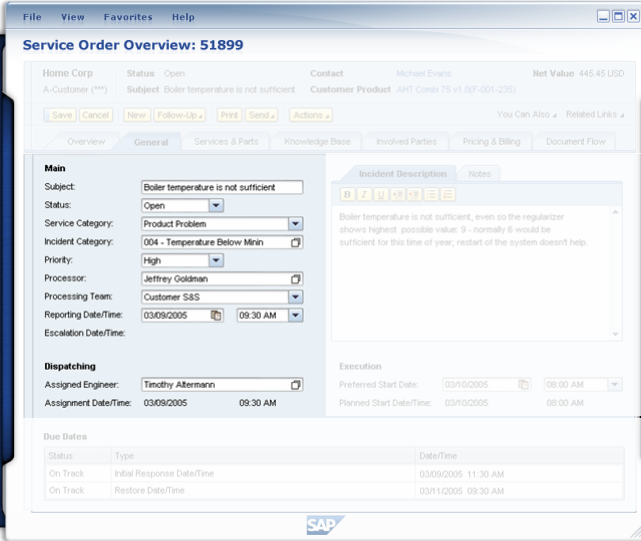 File View Favorites Help
Service Order Overview: 51899
Home Corp Status Open Contact Michael Evans Net Value 445.45 USD
A-Customer (***) Subject Boiler temperature is not sufficient Customer Product AHT Combi 75 v1.0(F-001-235)
Save Cancel New Follow-Up Print Send Actions You Can Also Related Links
Overview General Services & Parts Knowledge Base Involved Parties Pricing & Billing Document Flow
Main
Subject: Boiler temperature is not sufficient
Status: Open
Service Category: Product Problem
Incident Category: 004 - Temperature Below Minin
Priority: High
Processor: Jeffrey Goldman
Processing Team: Customer S&S
Reporting Date/Time: 03/09/2005 09:30 AM
Escalation Date/Time:
Incident Description Notes
B I U
Boiler temperature is not sufficient, even so the regularizer
shows highest possible value: 9 - normally 6 would be
sufficient for this time of year; restart of the system doesn't help.
Dispatching
Assigned Engineer: Timothy Altermann
Assignment Date/Time: 03/09/2005 09:30 AM
Execution
Preferred Start Date: 03/10/2005 08:00 AM
Planned Start Date/Time: 03/10/2005 08:00 AM
Due Dates
Status Type Date/Time
On Track Initial Response Date/Time 03/09/2005 11:30 AM
On Track Restore Date/Time 03/11/2005 09:30 AM
SAP